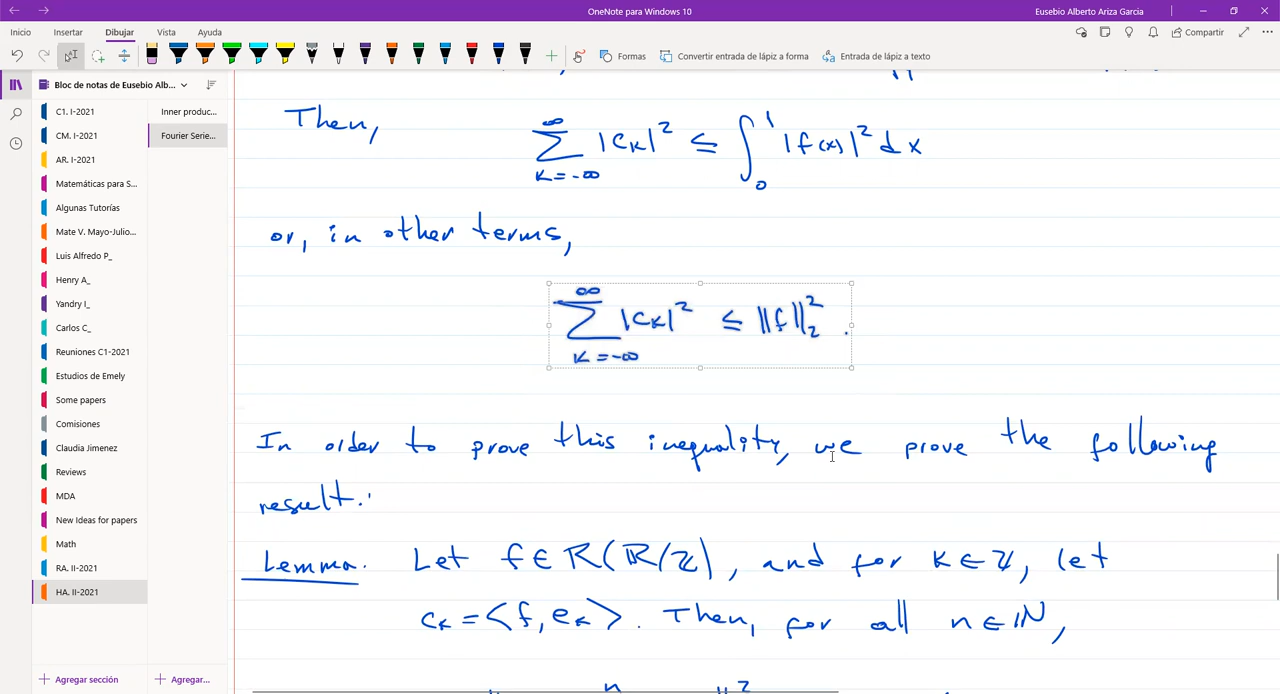 OneNote para Windows 10
Eusebio Alberto Ariza Garcia
Inicio Insertar Dibujar Vista Ayuda
Compartir
Formas Convertir entrada de lápiz a forma Entrada de lápiz a texto
Bloc de notas de Eusebio Alb...
C1. I-2021
CM. I-2021
AR. I-2021
Matemáticas para S...
Algunas Tutorías
Mate V. Mayo-Julio...
Luis Alfredo P_
Henry A_
Yandry I_
Carlos C_
Reuniones C1-2021
Estudios de Emely
Some papers
Comisiones
Claudia Jimenez
Reviews
MDA
New Ideas for papers
Math
RA. II-2021
HA. II-2021
Agregar sección
Inner produc...
Fourier Serie...
Agregar...
Then,
∑_{k=-∞}^{∞} |c_k|² ≤ ∫_0^1 |f(x)|² dx
or, in other terms,
∑_{k=-∞}^{∞} |c_k|² ≤ ‖f‖_2^2 .
In order to prove this inequality, we prove the following
result:
Lemma. Let f ∈ R(ℝ/ℤ), and for k ∈ ℤ, let
c_k = <f, e_k>. Then, for all n ∈ ℕ,